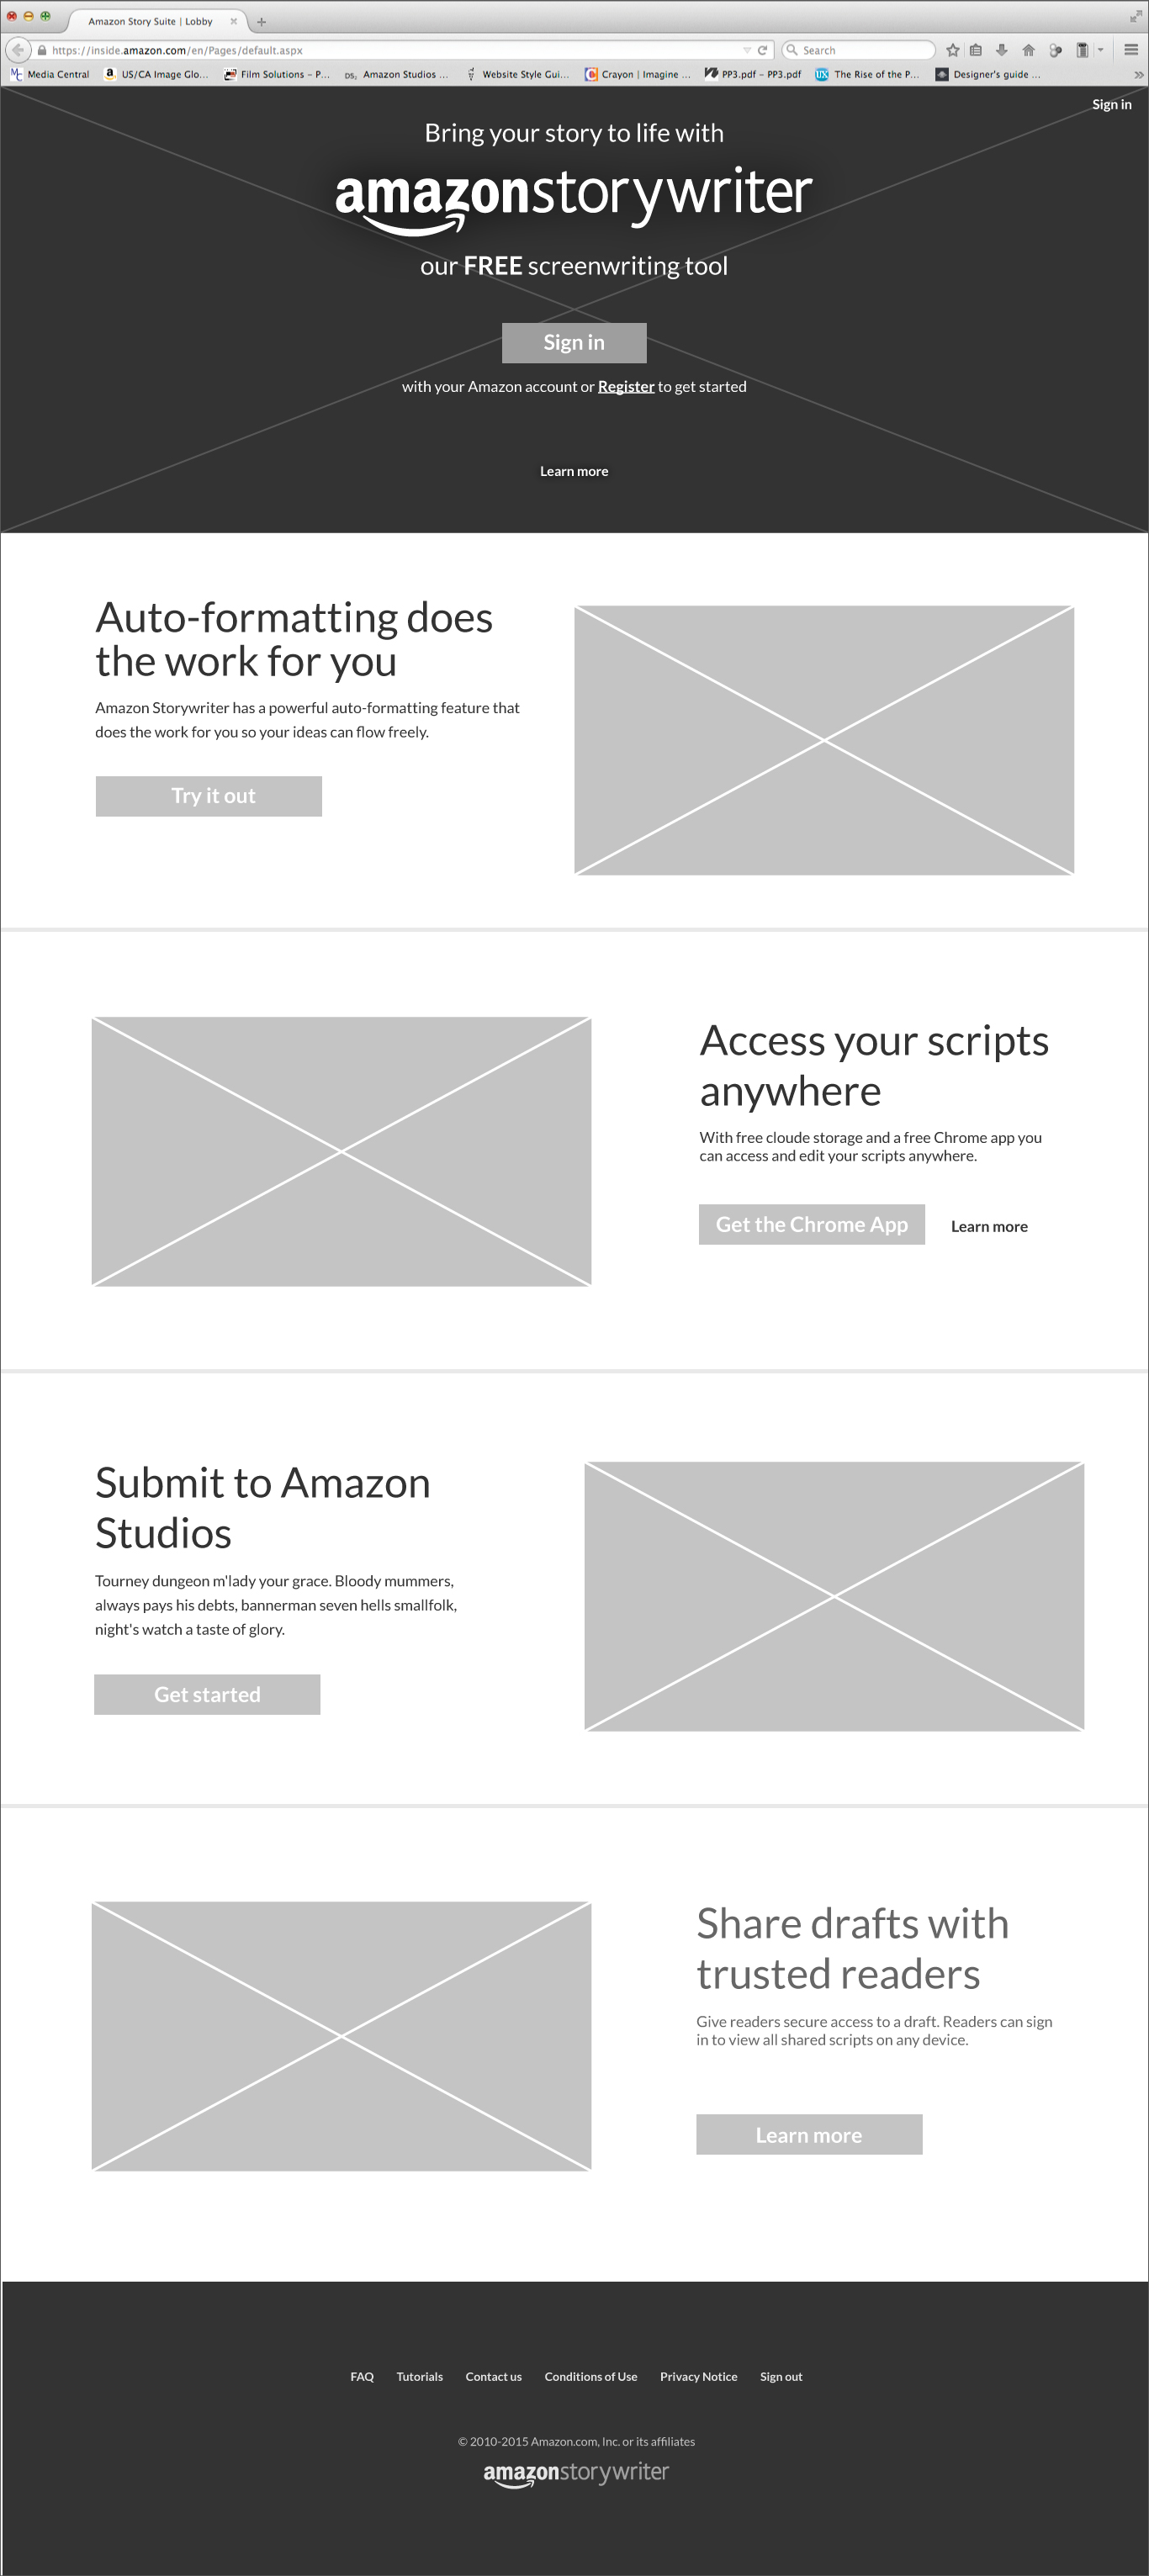 Amazon Story Suite | Lobby
https://inside.amazon.com/en/Pages/default.aspx
Search
Media Central
US/CA Image Glo...
Film Solutions – P...
DS, Amazon Studios ...
Website Style Gui...
Crayon | Imagine ...
PP3.pdf – PP3.pdf
UX The Rise of the P...
Designer's guide ...
Sign in
Bring your story to life with
amazonstorywriter
our FREE screenwriting tool
Sign in
with your Amazon account or Register to get started
Learn more
Auto-formatting does
the work for you
Amazon Storywriter has a powerful auto-formatting feature that
does the work for you so your ideas can flow freely.
Try it out
Access your scripts
anywhere
With free cloude storage and a free Chrome app you
can access and edit your scripts anywhere.
Get the Chrome App
Learn more
Submit to Amazon
Studios
Tourney dungeon m'lady your grace. Bloody mummers,
always pays his debts, bannerman seven hells smallfolk,
night's watch a taste of glory.
Get started
Share drafts with
trusted readers
Give readers secure access to a draft. Readers can sign
in to view all shared scripts on any device.
Learn more
FAQ Tutorials Contact us Conditions of Use Privacy Notice Sign out
© 2010-2015 Amazon.com, Inc. or its affiliates
amazonstorywriter